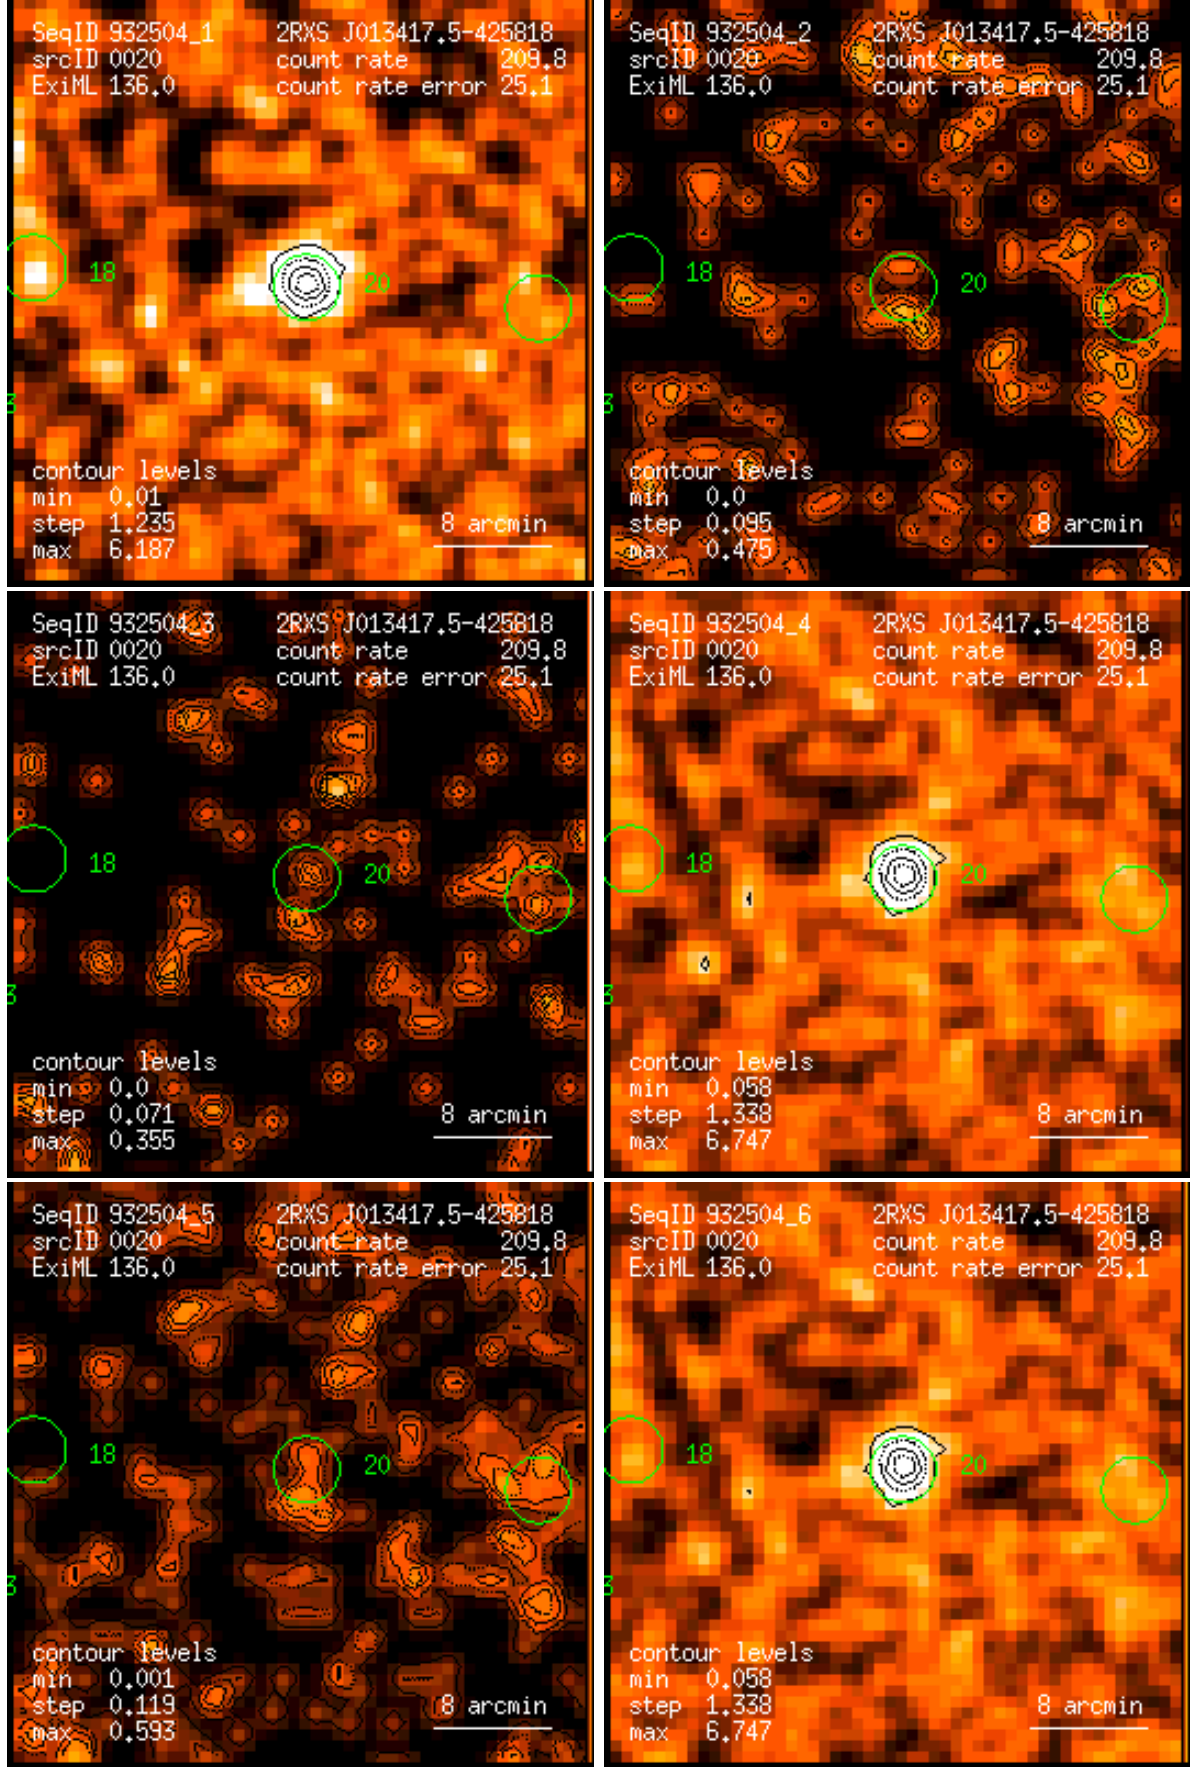 SeqID 932504_1 2RXS J013417.5-425818
srcID 0020 count rate 209.8
ExiML 136.0 count rate error 25.1
18
20
3
contour levels
min 0.01
step 1.235
max 6.187
8 arcmin
SeqID 932504_2 2RXS J013417.5-425818
srcID 0020 count rate 209.8
ExiML 136.0 count rate error 25.1
18
20
3
contour levels
min 0.0
step 0.095
max 0.475
8 arcmin
SeqID 932504_3 2RXS J013417.5-425818
srcID 0020 count rate 209.8
ExiML 136.0 count rate error 25.1
18
20
3
contour levels
min 0.0
step 0.071
max 0.355
8 arcmin
SeqID 932504_4 2RXS J013417.5-425818
srcID 0020 count rate 209.8
ExiML 136.0 count rate error 25.1
18
20
3
contour levels
min 0.058
step 1.338
max 6.747
8 arcmin
SeqID 932504_5 2RXS J013417.5-425818
srcID 0020 count rate 209.8
ExiML 136.0 count rate error 25.1
18
20
3
contour levels
min 0.001
step 0.119
max 0.593
8 arcmin
SeqID 932504_6 2RXS J013417.5-425818
srcID 0020 count rate 209.8
ExiML 136.0 count rate error 25.1
18
20
3
contour levels
min 0.058
step 1.338
max 6.747
8 arcmin